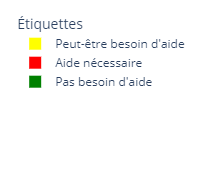 Étiquettes
Peut-être besoin d'aide
Aide nécessaire
Pas besoin d'aide